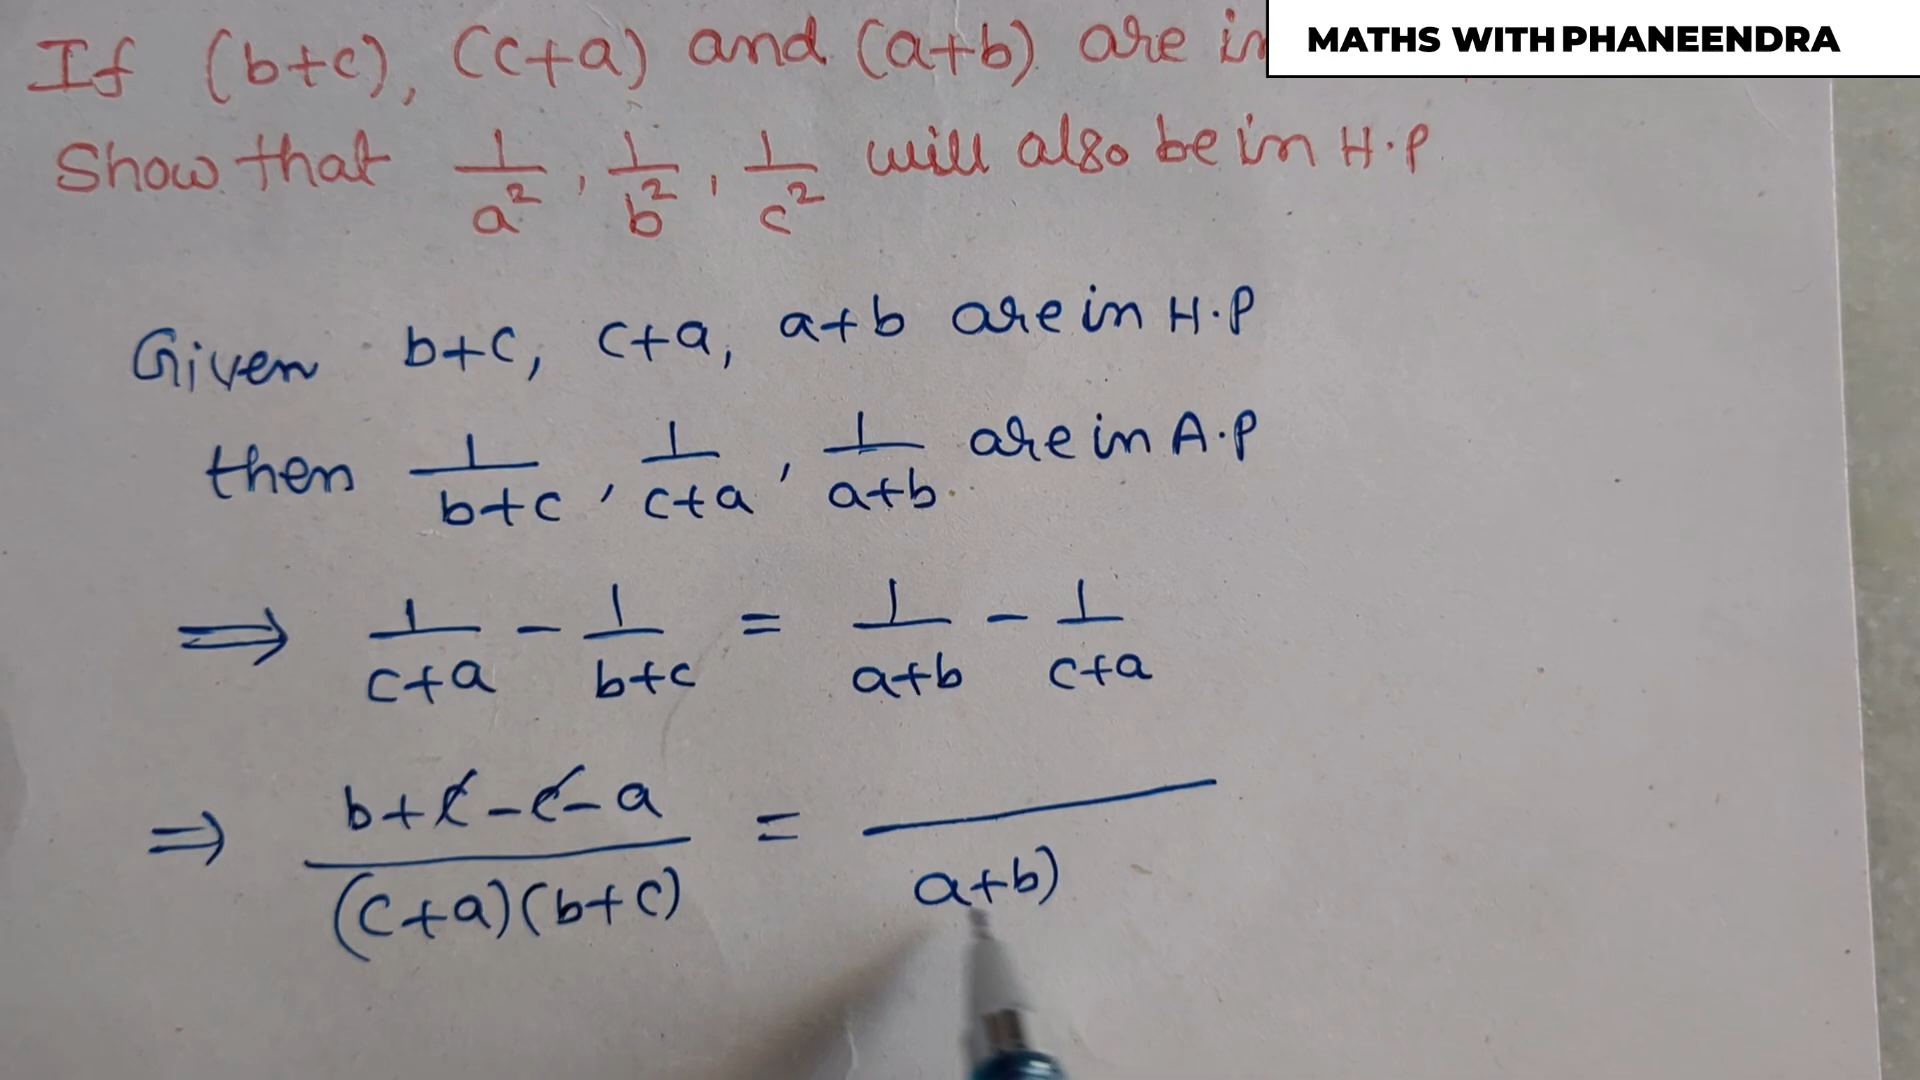 MATHS WITH PHANEENDRA
If (b+c), (c+a) and (a+b) are in
Show that 1/a², 1/b², 1/c² will also be in H.P
Given b+c, c+a, a+b are in H.P
then 1/(b+c), 1/(c+a), 1/(a+b) are in A.P
⟹ 1/(c+a) - 1/(b+c) = 1/(a+b) - 1/(c+a)
⇒ (b+c-c-a)/((c+a)(b+c)) = /a+b)